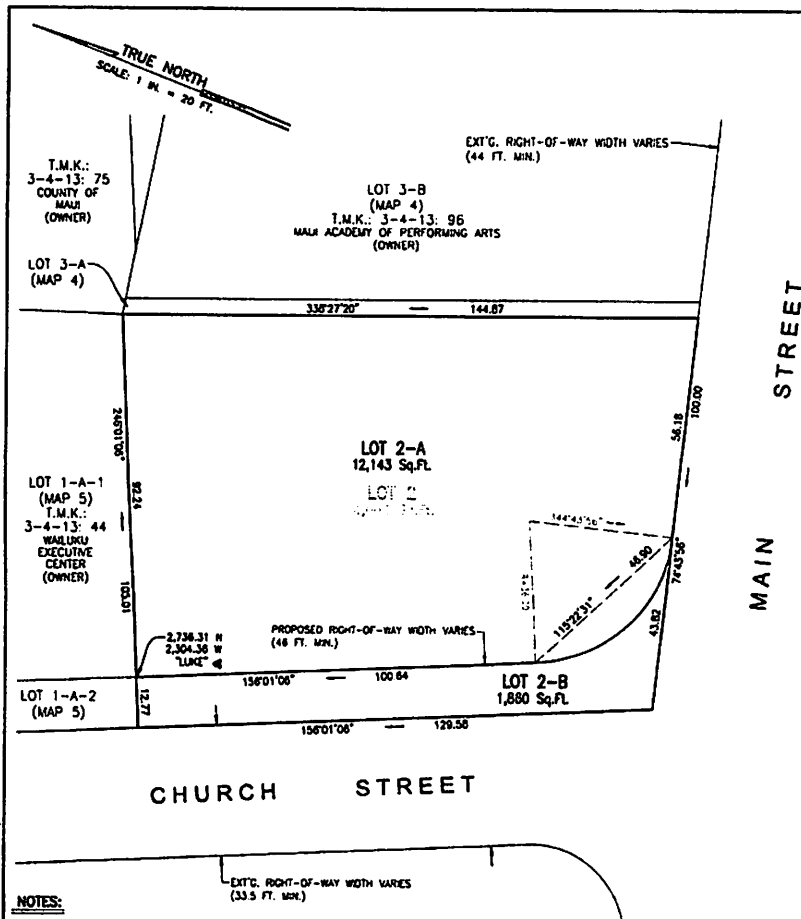 TRUE NORTH
SCALE: 1 IN. = 20 FT.
EXT'G. RIGHT-OF-WAY WIDTH VARIES
(44 FT. MIN.)
T.M.K.:
3-4-13: 75
COUNTY OF
MAUI
(OWNER)
LOT 3-B
(MAP 4)
T.M.K.: 3-4-13: 96
MAUI ACADEMY OF PERFORMING ARTS
(OWNER)
LOT 3-A
(MAP 4)
336°27'20" 144.87
MAIN STREET
100.00
56.18
246°01'06"
92.24
105.01
LOT 2-A
12,143 Sq.Ft.
LOT 2
LOT 1-A-1
(MAP 5)
T.M.K.:
3-4-13: 44
WAILUKU
EXECUTIVE
CENTER
(OWNER)
144°43'56"
46.90
115°22'31"
74°43'56"
43.82
2,736.31 N
2,304.36 W
"LUKE"
PROPOSED RIGHT-OF-WAY WIDTH VARIES
(46 FT. MIN.)
156°01'06" 100.64
LOT 2-B
1,880 Sq.Ft.
LOT 1-A-2
(MAP 5)
12.77
156°01'06" 129.58
CHURCH STREET
EXT'G. RIGHT-OF-WAY WIDTH VARIES
(33.5 FT. MIN.)
NOTES: